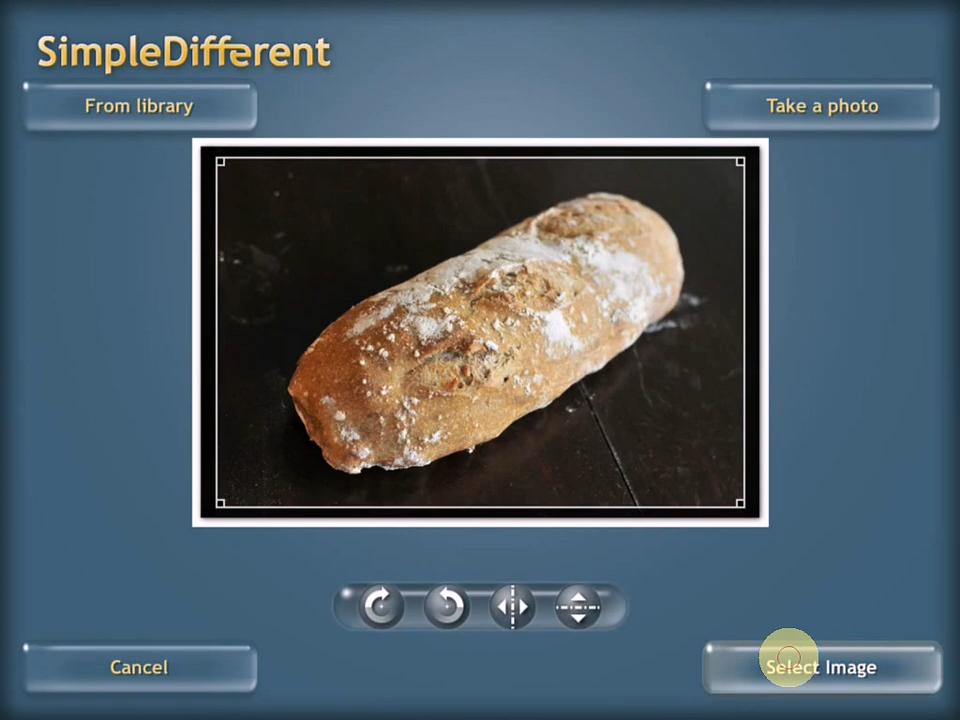 SimpleDifferent
From library
Take a photo
Cancel
Select Image